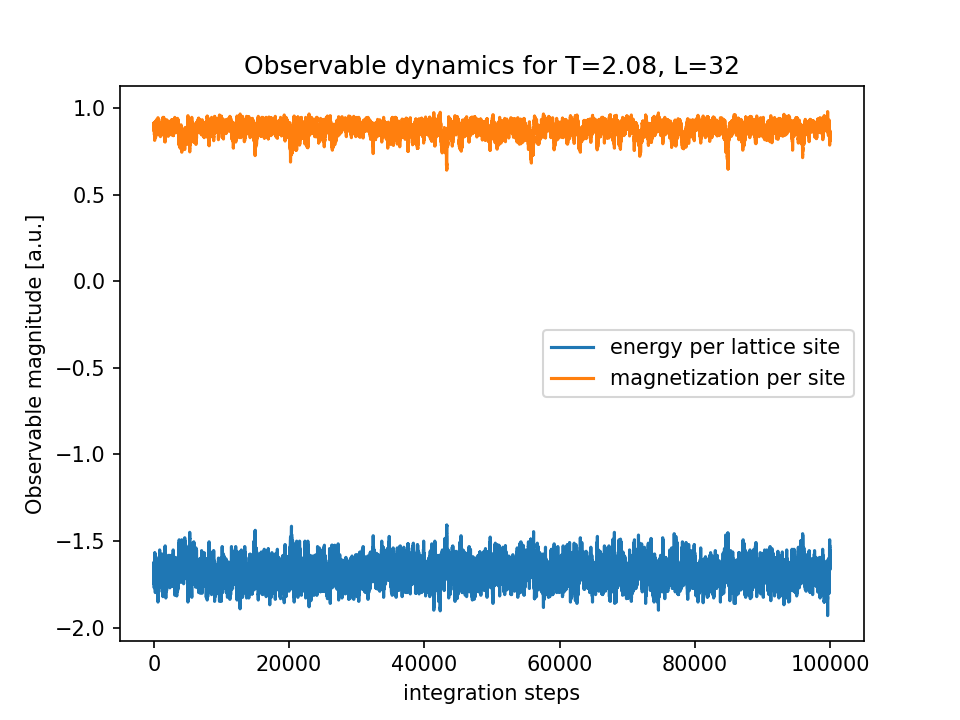 Observable dynamics for T=2.08, L=32
Observable magnitude [a.u.]
1.0
0.5
0.0
−0.5
−1.0
−1.5
−2.0
energy per lattice site
magnetization per site
0 20000 40000 60000 80000 100000
integration steps